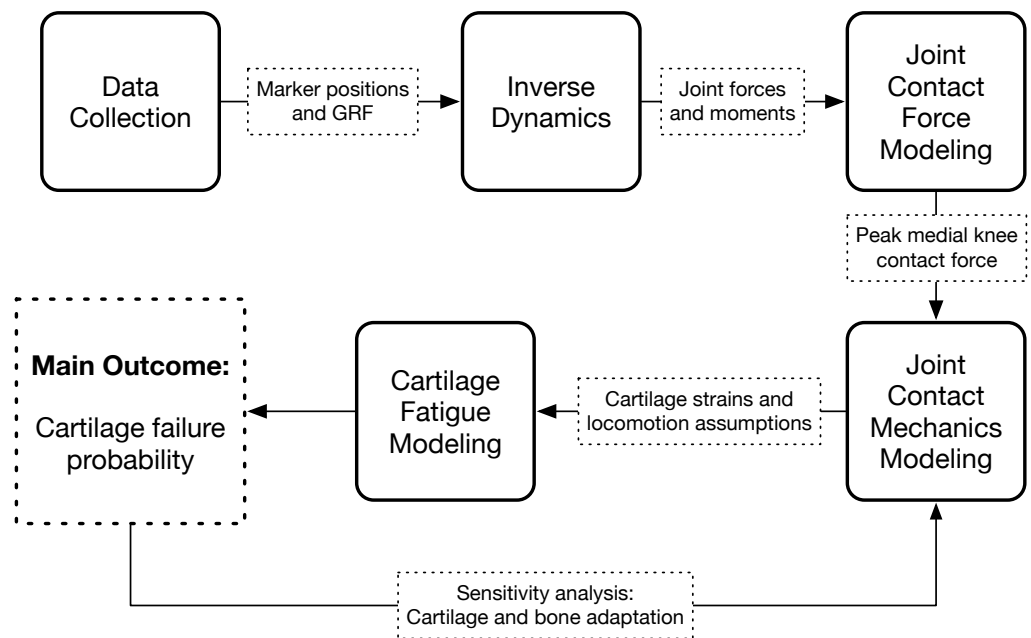 Data
Collection
Marker positions
and GRF
Inverse
Dynamics
Joint forces
and moments
Joint
Contact
Force
Modeling
Peak medial knee
contact force
Joint
Contact
Mechanics
Modeling
Cartilage strains and
locomotion assumptions
Cartilage
Fatigue
Modeling
Main Outcome:
Cartilage failure
probability
Sensitivity analysis:
Cartilage and bone adaptation